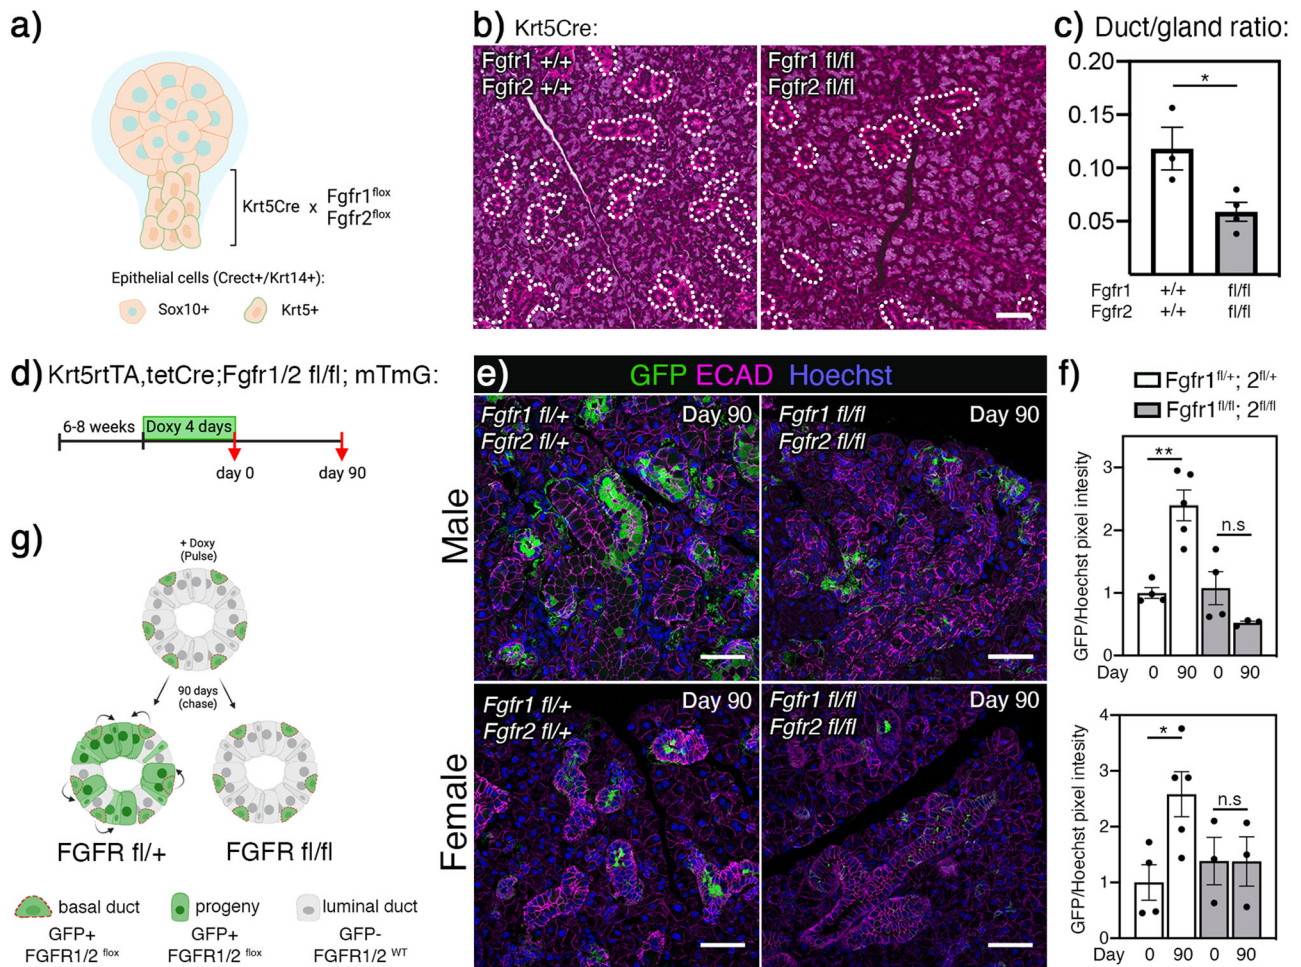 a)
Krt5Cre x Fgfr1flox
Fgfr2flox
Epithelial cells (Crect+/Krt14+):
Sox10+ Krt5+
b) Krt5Cre:
Fgfr1 +/+
Fgfr2 +/+
Fgfr1 fl/fl
Fgfr2 fl/fl
c) Duct/gland ratio:
0.20
0.15
0.10
0.05
*
Fgfr1 +/+ fl/fl
Fgfr2 +/+ fl/fl
d) Krt5rtTA,tetCre;Fgfr1/2 fl/fl; mTmG:
6-8 weeks Doxy 4 days
day 0 day 90
e) GFP ECAD Hoechst
Male
Fgfr1 fl/+ Day 90
Fgfr2 fl/+
Fgfr1 fl/fl Day 90
Fgfr2 fl/fl
Female
Fgfr1 fl/+ Day 90
Fgfr2 fl/+
Fgfr1 fl/fl Day 90
Fgfr2 fl/fl
f)
Fgfr1fl/+; 2fl/+
Fgfr1fl/fl; 2fl/fl
GFP/Hoechst pixel intesity
3
2
1
0
** n.s
Day 0 90 0 90
GFP/Hoechst pixel intesity
4
3
2
1
0
* n.s
Day 0 90 0 90
g)
+ Doxy
(Pulse)
90 days
(chase)
FGFR fl/+ FGFR fl/fl
basal duct progeny luminal duct
GFP+ GFP+ GFP-
FGFR1/2 flox FGFR1/2 flox FGFR1/2 WT